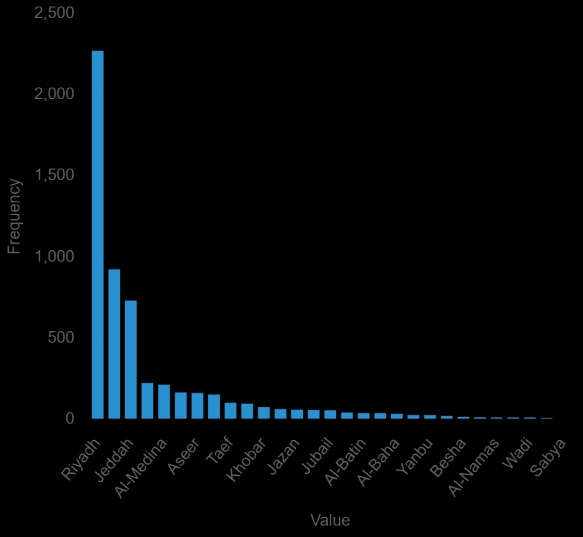 2,500
2,000
1,500
1,000
500
0
Frequency
Riyadh
Jeddah
Al-Medina
Aseer
Taef
Khobar
Jazan
Jubail
Al-Batin
Al-Baha
Yanbu
Besha
Al-Namas
Wadi
Sabya
Value